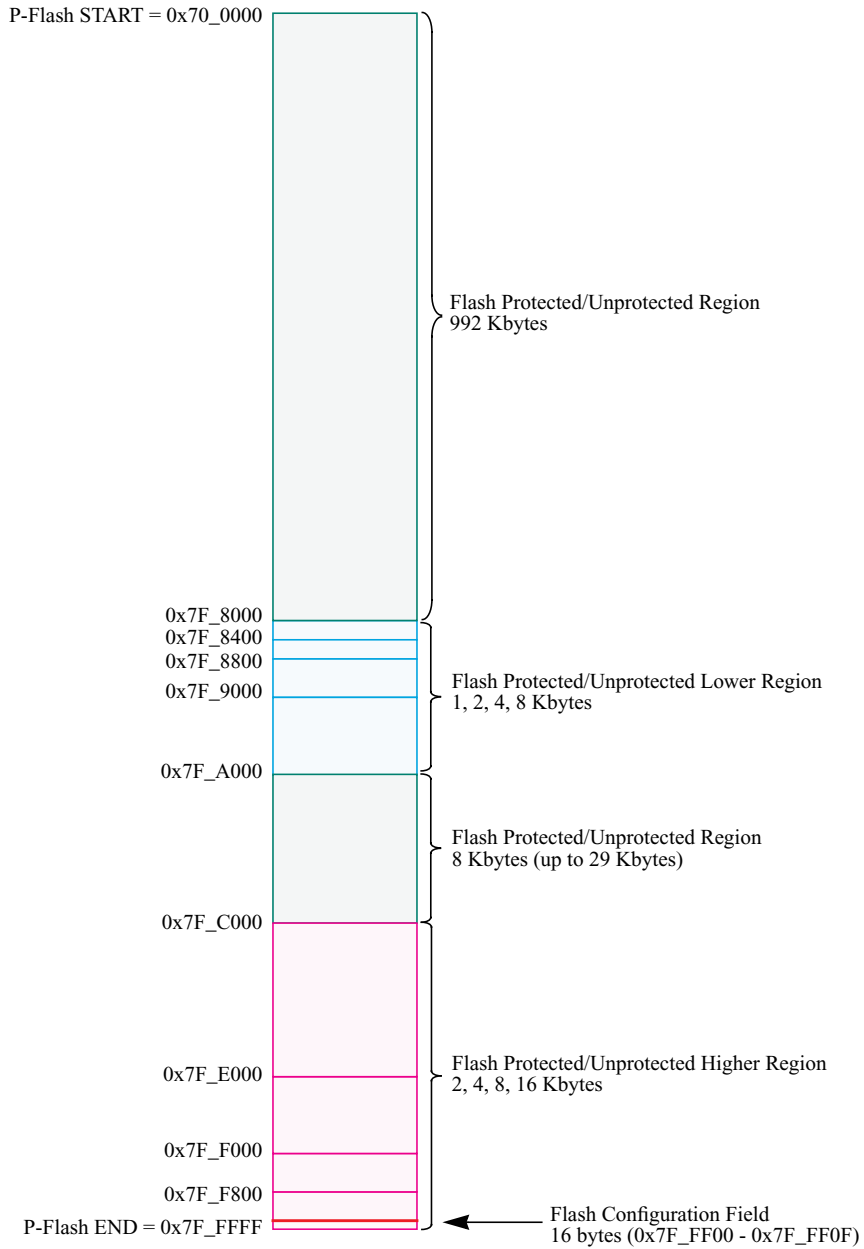 P-Flash START = 0x70_0000
Flash Protected/Unprotected Region
992 Kbytes
0x7F_8000
0x7F_8400
0x7F_8800
0x7F_9000
Flash Protected/Unprotected Lower Region
1, 2, 4, 8 Kbytes
0x7F_A000
Flash Protected/Unprotected Region
8 Kbytes (up to 29 Kbytes)
0x7F_C000
Flash Protected/Unprotected Higher Region
2, 4, 8, 16 Kbytes
0x7F_E000
0x7F_F000
0x7F_F800
P-Flash END = 0x7F_FFFF
Flash Configuration Field
16 bytes (0x7F_FF00 - 0x7F_FF0F)